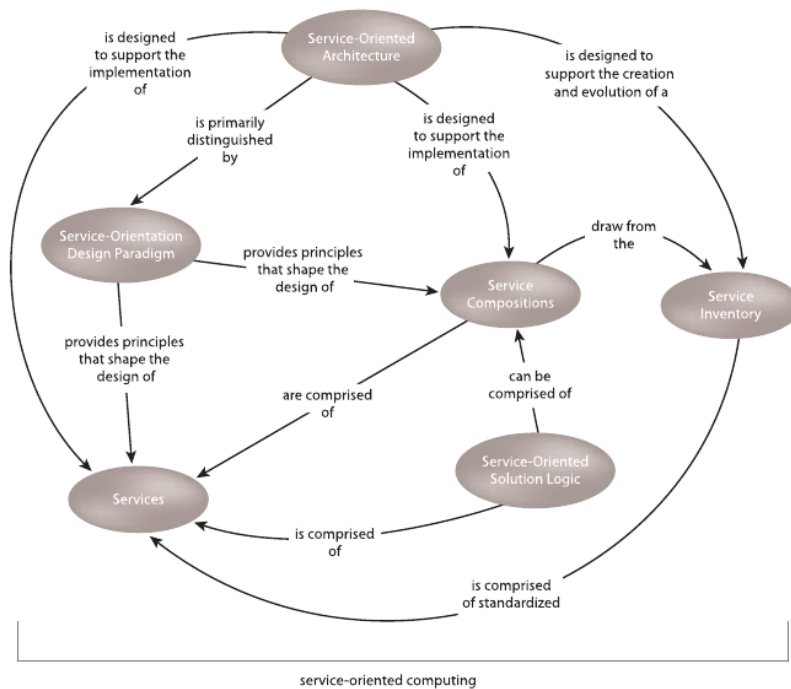 is designed
to support the
implementation
of
Service-Oriented
Architecture
is designed to
support the creation
and evolution of a
is primarily
distinguished
by
is designed
to support the
implementation
of
Service-Orientation
Design Paradigm
provides principles
that shape the
design of
draw from
the
Service
Compositions
Service
Inventory
provides principles
that shape the
design of
are comprised
of
can be
comprised of
Service-Oriented
Solution Logic
Services
is comprised
of
is comprised
of standardized
service-oriented computing